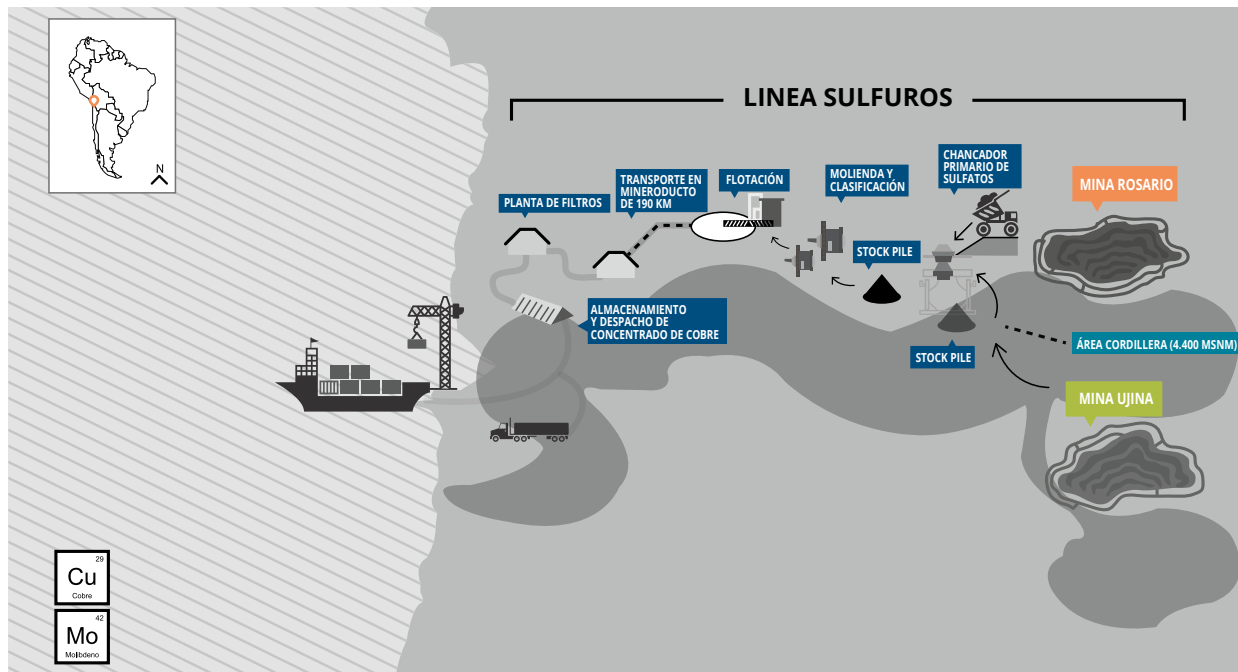 N
LINEA SULFUROS
PLANTA DE FILTROS
TRANSPORTE EN
MINERODUCTO
DE 190 KM
FLOTACIÓN
MOLIENDA Y
CLASIFICACIÓN
CHANCADOR
PRIMARIO DE
SULFATOS
MINA ROSARIO
STOCK PILE
ALMACENAMIENTO
Y DESPACHO DE
CONCENTRADO DE COBRE
STOCK PILE
ÁREA CORDILLERA (4.400 MSNM)
MINA UJINA
29
Cu
Cobre
42
Mo
Molibdeno